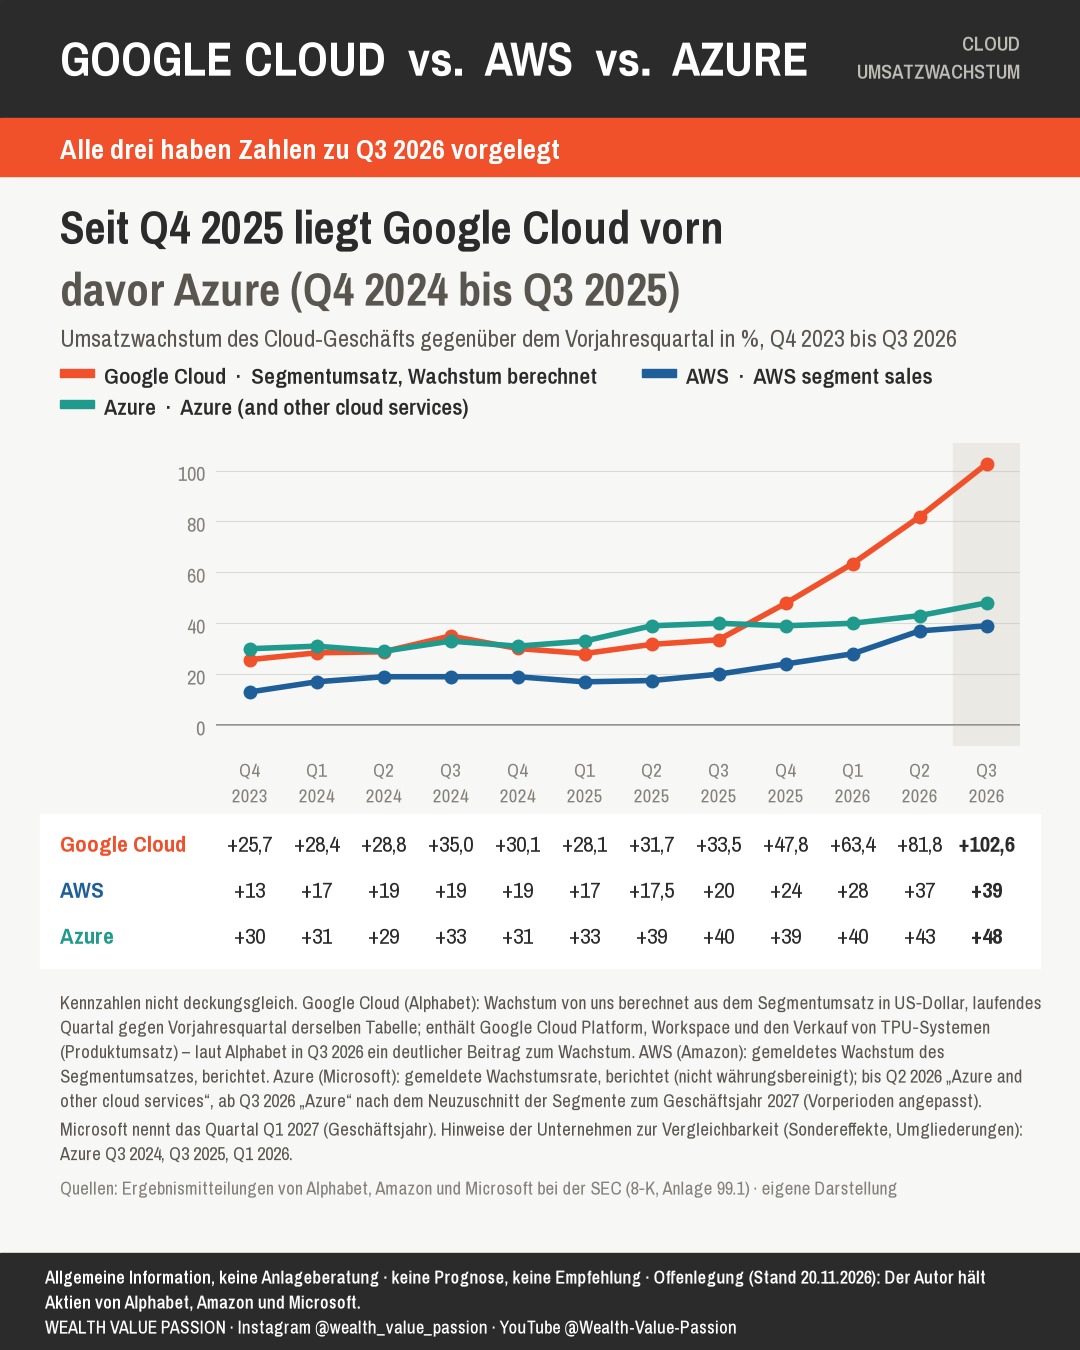 GOOGLE CLOUD vs. AWS vs. AZURE
CLOUD
UMSATZWACHSTUM
Alle drei haben Zahlen zu Q3 2026 vorgelegt
Seit Q4 2025 liegt Google Cloud vorn
davor Azure (Q4 2024 bis Q3 2025)
Umsatzwachstum des Cloud-Geschäfts gegenüber dem Vorjahresquartal in %, Q4 2023 bis Q3 2026
Google Cloud · Segmentumsatz, Wachstum berechnet
AWS · AWS segment sales
Azure · Azure (and other cloud services)
100
80
60
40
20
0
Q4 Q1 Q2 Q3 Q4 Q1 Q2 Q3 Q4 Q1 Q2 Q3
2023 2024 2024 2024 2024 2025 2025 2025 2025 2026 2026 2026
Google Cloud +25,7 +28,4 +28,8 +35,0 +30,1 +28,1 +31,7 +33,5 +47,8 +63,4 +81,8 +102,6
AWS +13 +17 +19 +19 +19 +17 +17,5 +20 +24 +28 +37 +39
Azure +30 +31 +29 +33 +31 +33 +39 +40 +39 +40 +43 +48
Kennzahlen nicht deckungsgleich. Google Cloud (Alphabet): Wachstum von uns berechnet aus dem Segmentumsatz in US-Dollar, laufendes
Quartal gegen Vorjahresquartal derselben Tabelle; enthält Google Cloud Platform, Workspace und den Verkauf von TPU-Systemen
(Produktumsatz) – laut Alphabet in Q3 2026 ein deutlicher Beitrag zum Wachstum. AWS (Amazon): gemeldetes Wachstum des
Segmentumsatzes, berichtet. Azure (Microsoft): gemeldete Wachstumsrate, berichtet (nicht währungsbereinigt); bis Q2 2026 „Azure and
other cloud services“, ab Q3 2026 „Azure“ nach dem Neuzuschnitt der Segmente zum Geschäftsjahr 2027 (Vorperioden angepasst).
Microsoft nennt das Quartal Q1 2027 (Geschäftsjahr). Hinweise der Unternehmen zur Vergleichbarkeit (Sondereffekte, Umgliederungen):
Azure Q3 2024, Q3 2025, Q1 2026.
Quellen: Ergebnismitteilungen von Alphabet, Amazon und Microsoft bei der SEC (8-K, Anlage 99.1) · eigene Darstellung
Allgemeine Information, keine Anlageberatung · keine Prognose, keine Empfehlung · Offenlegung (Stand 20.11.2026): Der Autor hält
Aktien von Alphabet, Amazon und Microsoft.
WEALTH VALUE PASSION · Instagram @wealth_value_passion · YouTube @Wealth-Value-Passion